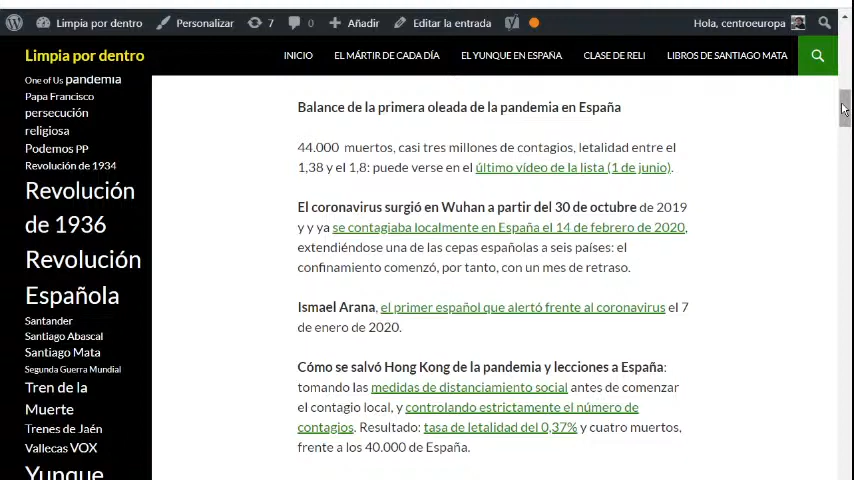 Limpia por dentro
Personalizar
7
0
Añadir
Editar la entrada
Hola, centroeuropa
Limpia por dentro
INICIO
EL MÁRTIR DE CADA DÍA
EL YUNQUE EN ESPAÑA
CLASE DE RELI
LIBROS DE SANTIAGO MATA
One of Us pandemia
Papa Francisco
persecución
religiosa
Podemos PP
Revolución de 1934
Revolución
de 1936
Revolución
Española
Santander
Santiago Abascal
Santiago Mata
Segunda Guerra Mundial
Tren de la
Muerte
Trenes de Jaén
Vallecas VOX
Yunque
Balance de la primera oleada de la pandemia en España
44.000 muertos, casi tres millones de contagios, letalidad entre el
1,38 y el 1,8: puede verse en el último vídeo de la lista (1 de junio).
El coronavirus surgió en Wuhan a partir del 30 de octubre de 2019
y y ya se contagiaba localmente en España el 14 de febrero de 2020,
extendiéndose una de las cepas españolas a seis países: el
confinamiento comenzó, por tanto, con un mes de retraso.
Ismael Arana, el primer español que alertó frente al coronavirus el 7
de enero de 2020.
Cómo se salvó Hong Kong de la pandemia y lecciones a España:
tomando las medidas de distanciamiento social antes de comenzar
el contagio local, y controlando estrictamente el número de
contagios. Resultado: tasa de letalidad del 0,37% y cuatro muertos,
frente a los 40.000 de España.